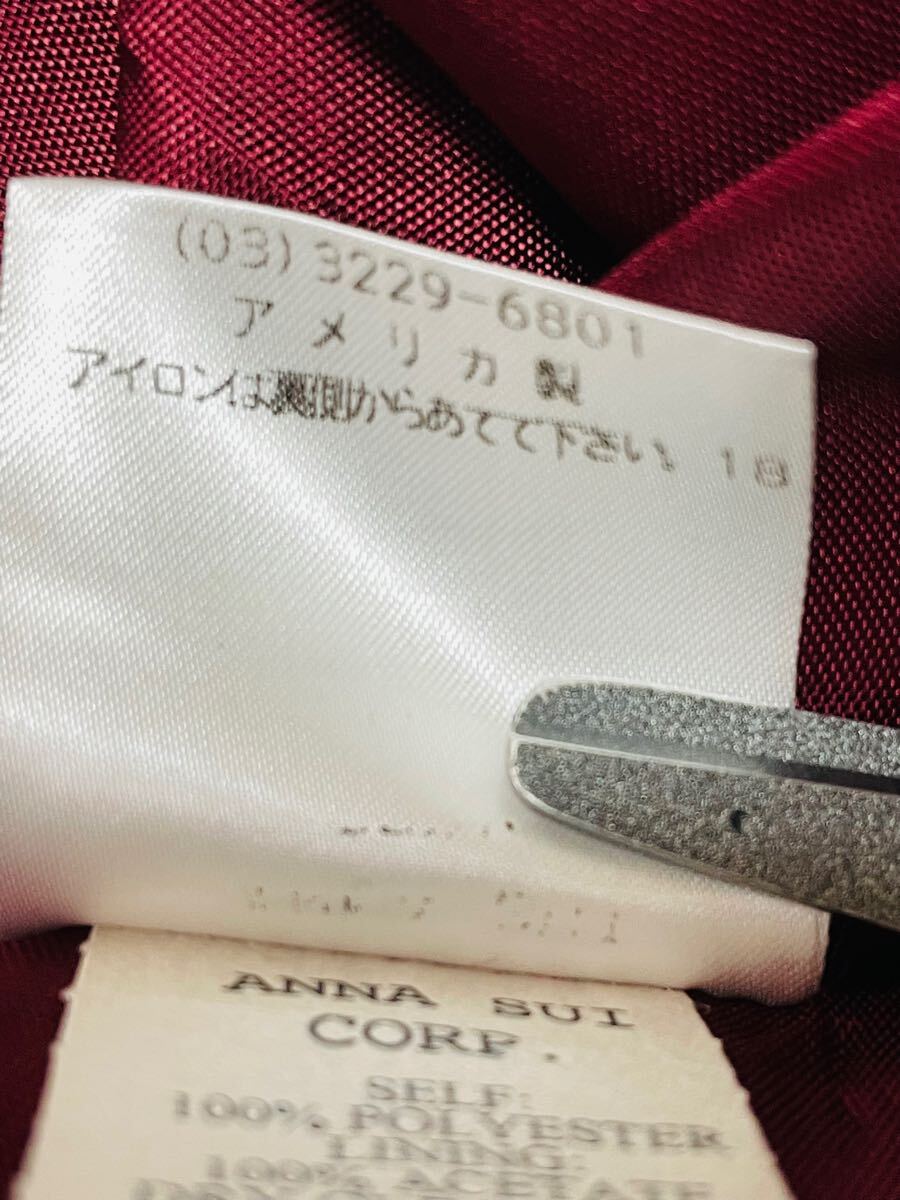 (03) 3229-6801
アメリカ製
アイロンは裏側からあてて下さい。 18
ANNA SUI
CORP.
SELF:
100% POLYESTER
LINING:
100% ACETATE